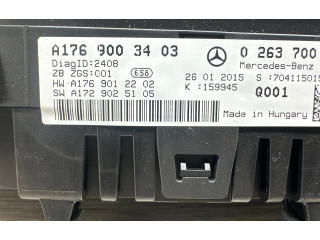 A176 900 34 03
0 263 700
DiagID:2408
Mercedes-Benz
ZB ZGS:001 658
26 01 2015 S :704115015
HW A176 901 22 02
K :159945 Q001
SW A172 902 51 05
Made in Hungary